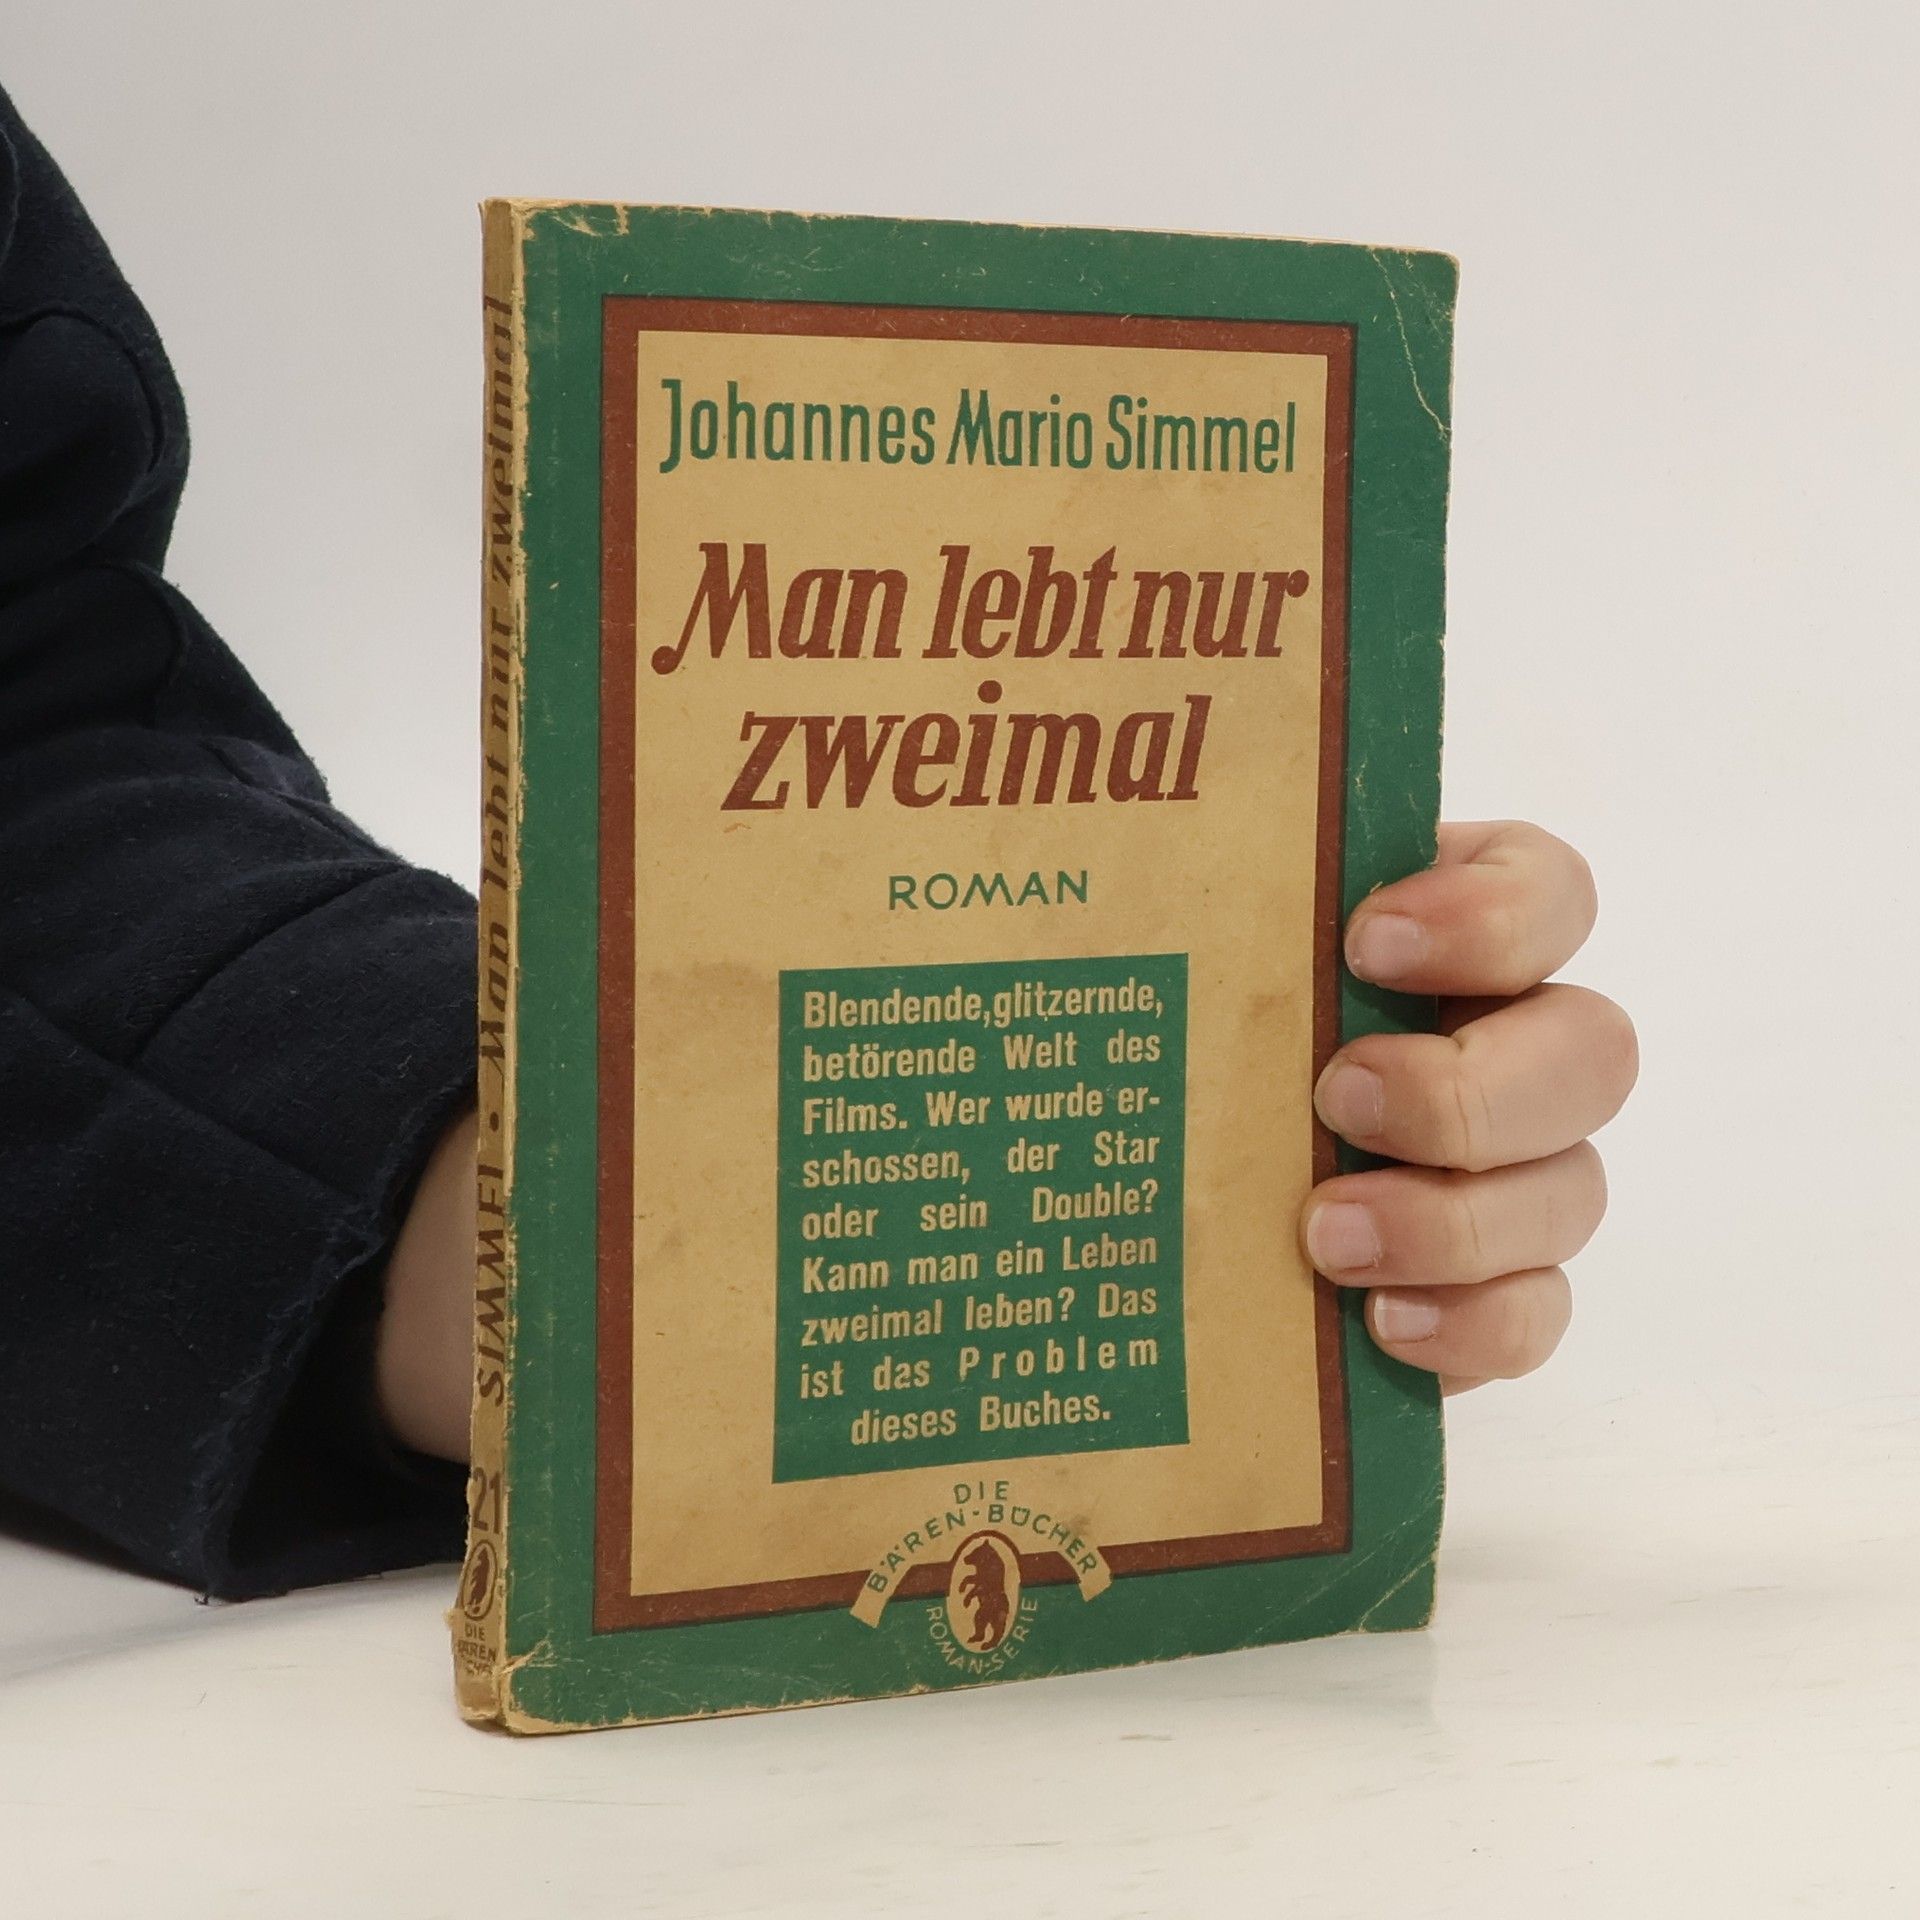 Johannes Mario Simmel
Man lebt nur
zweimal
ROMAN
Blendende, glitzernde,
betörende Welt des
Films. Wer wurde er-
schossen, der Star
oder sein Double?
Kann man ein Leben
zweimal leben? Das
ist das Problem
dieses Buches.
DIE
BÄREN-BÜCHER
ROMAN-SERIE
SIMMEL • Man lebt nur zweimal
21
DIE